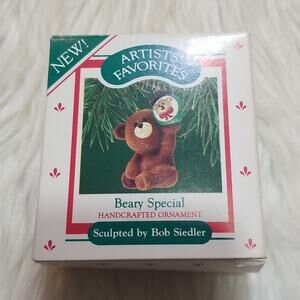 NEW!
ARTISTS'
FAVORITES
Beary Special
HANDCRAFTED ORNAMENT
Sculpted by Bob Siedler